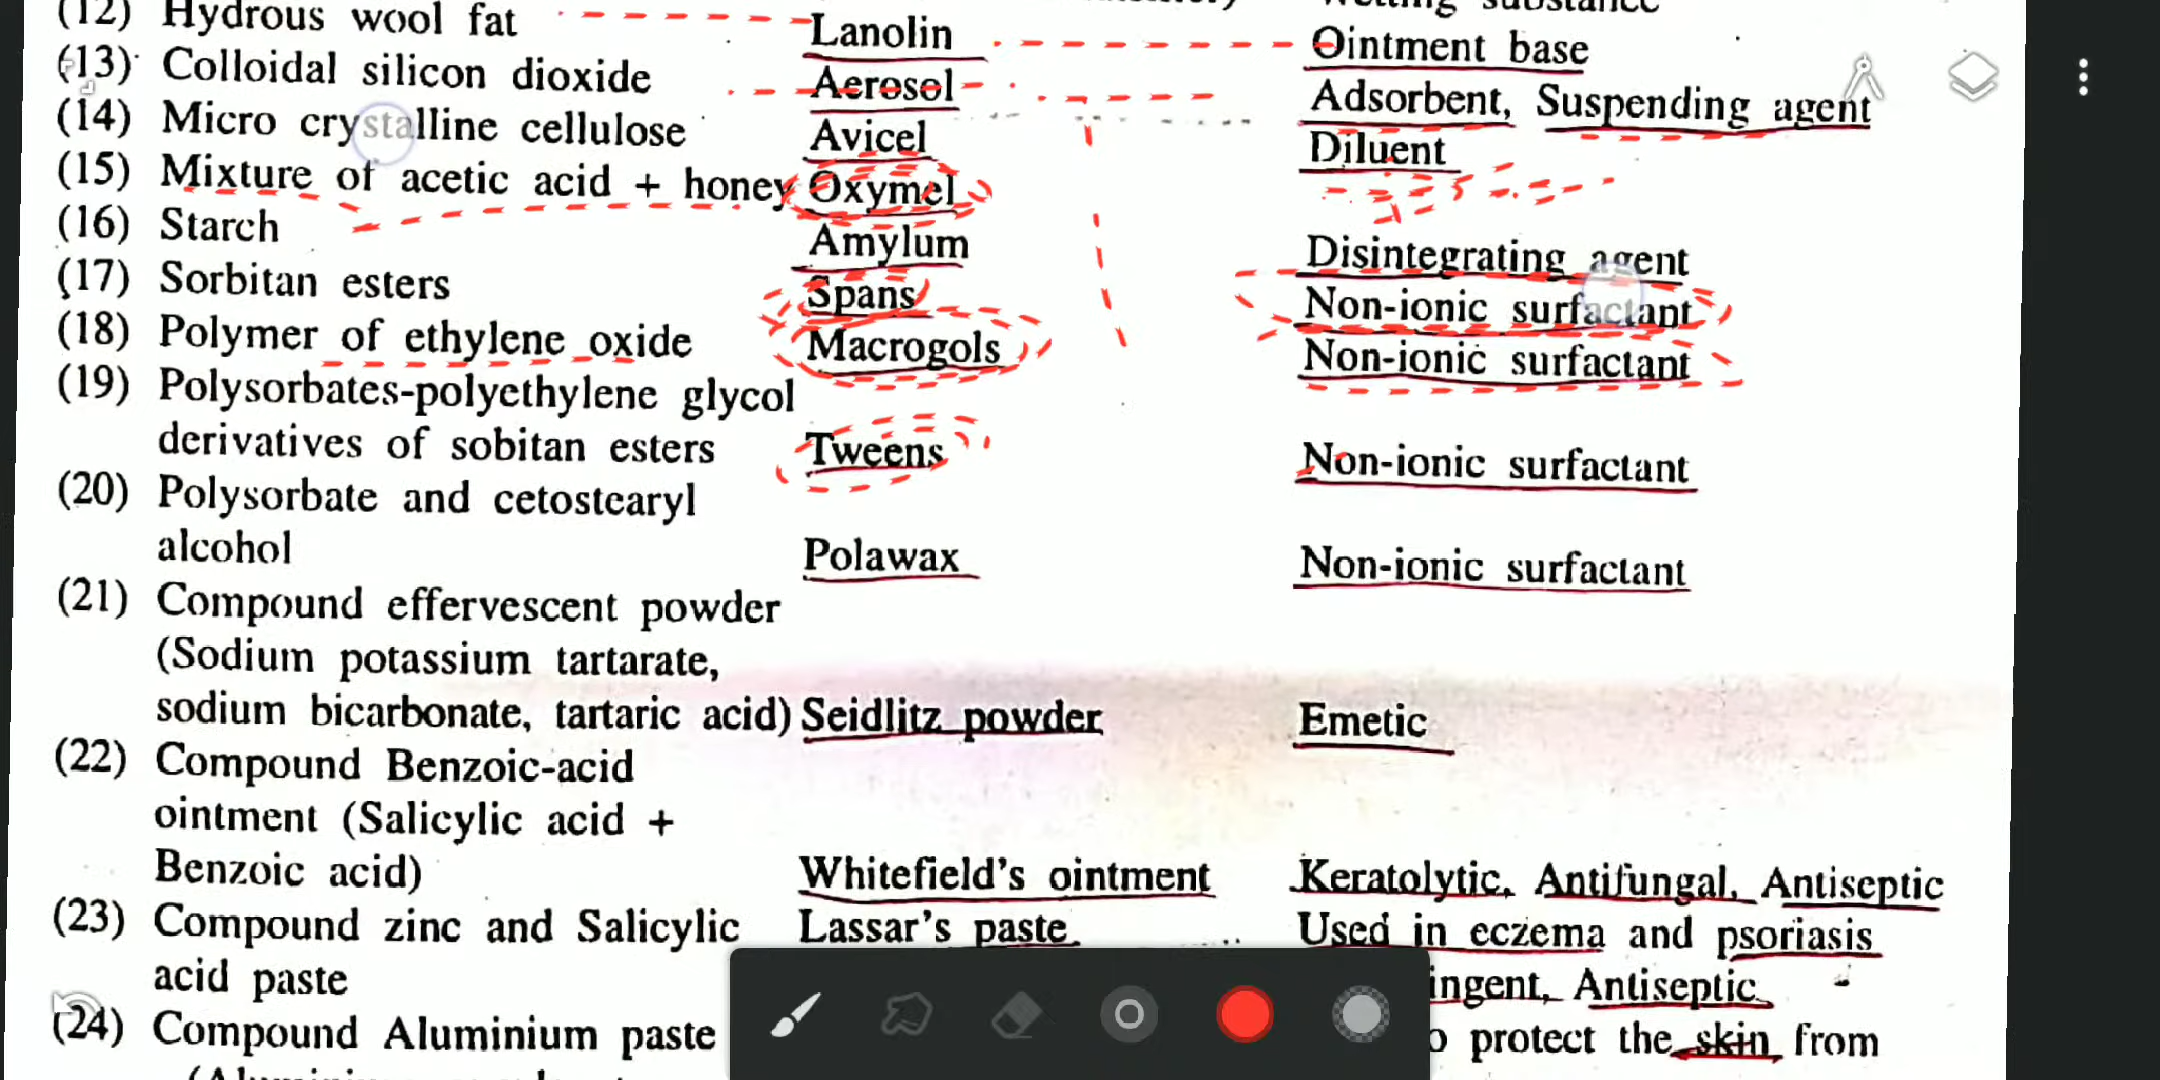 (12) Hydrous wool fat Lanolin Ointment base
(13) Colloidal silicon dioxide Aerosol Adsorbent, Suspending agent
(14) Micro crystalline cellulose Avicel Diluent
(15) Mixture of acetic acid + honey Oxymel
(16) Starch Amylum Disintegrating agent
(17) Sorbitan esters Spans Non-ionic surfactant
(18) Polymer of ethylene oxide Macrogols Non-ionic surfactant
(19) Polysorbates-polyethylene glycol
derivatives of sobitan esters Tweens Non-ionic surfactant
(20) Polysorbate and cetostearyl
alcohol Polawax Non-ionic surfactant
(21) Compound effervescent powder
(Sodium potassium tartarate,
sodium bicarbonate, tartaric acid) Seidlitz powder Emetic
(22) Compound Benzoic-acid
ointment (Salicylic acid +
Benzoic acid) Whitefield's ointment Keratolytic, Antifungal, Antiseptic
(23) Compound zinc and Salicylic Lassar's paste Used in eczema and psoriasis
acid paste ingent, Antiseptic
(24) Compound Aluminium paste protect the skin from